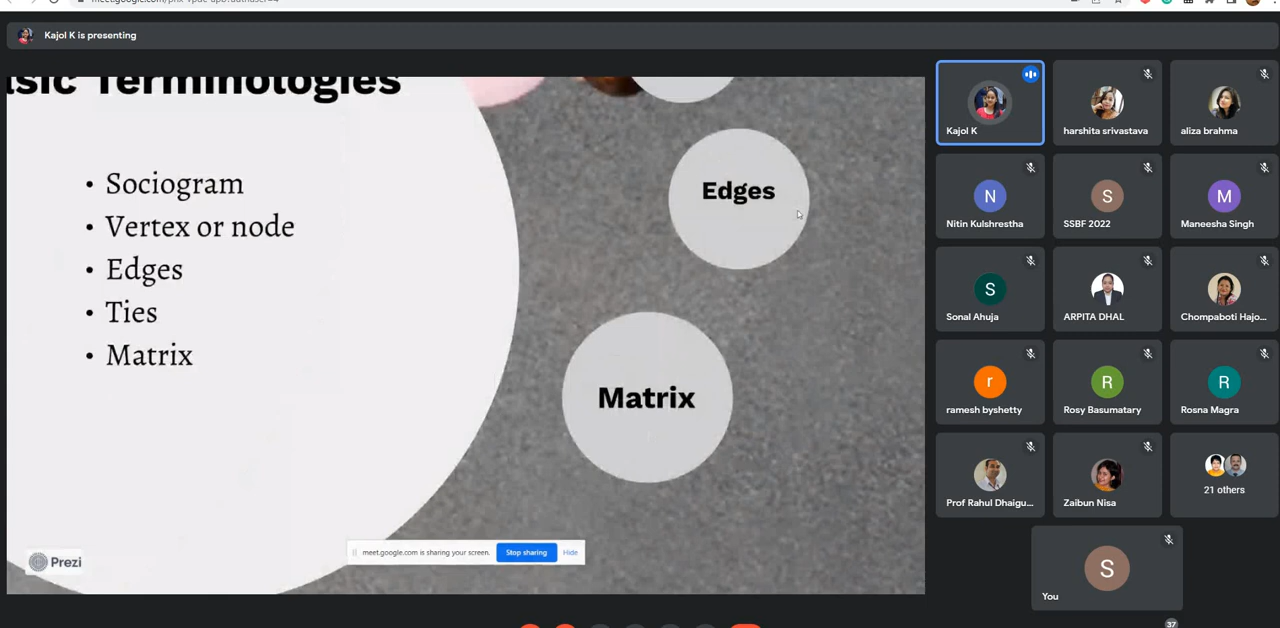 Kajol K is presenting
sic Terminologies
• Sociogram
• Vertex or node
• Edges
• Ties
• Matrix
Edges
Matrix
Prezi
meet.google.com is sharing your screen.
Stop sharing
Hide
Kajol K
harshita srivastava
aliza brahma
N
Nitin Kulshrestha
S
SSBF 2022
M
Maneesha Singh
S
Sonal Ahuja
ARPITA DHAL
Chompaboti Hajo...
r
ramesh byshetty
R
Rosy Basumatary
R
Rosna Magra
Prof Rahul Dhaigu...
Zaibun Nisa
21 others
S
You
37